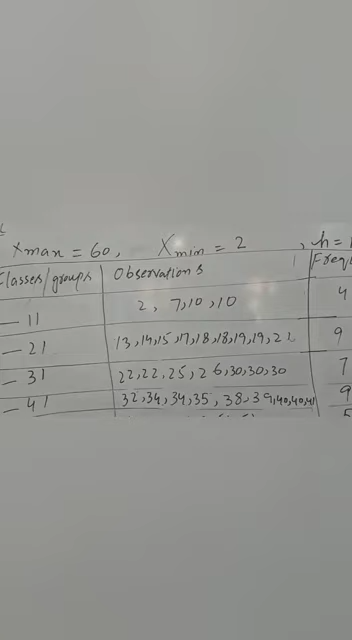 Xmax = 60, Xmin = 2, h = 1
Classes/groups Observations Frequ
— 11 2, 7, 10, 10 4
— 21 13, 14, 15, 17, 18, 18, 19, 19, 21 9
— 31 22, 22, 25, 26, 30, 30, 30 7
— 41 32, 34, 34, 35, 38, 39, 40, 40, 41 9